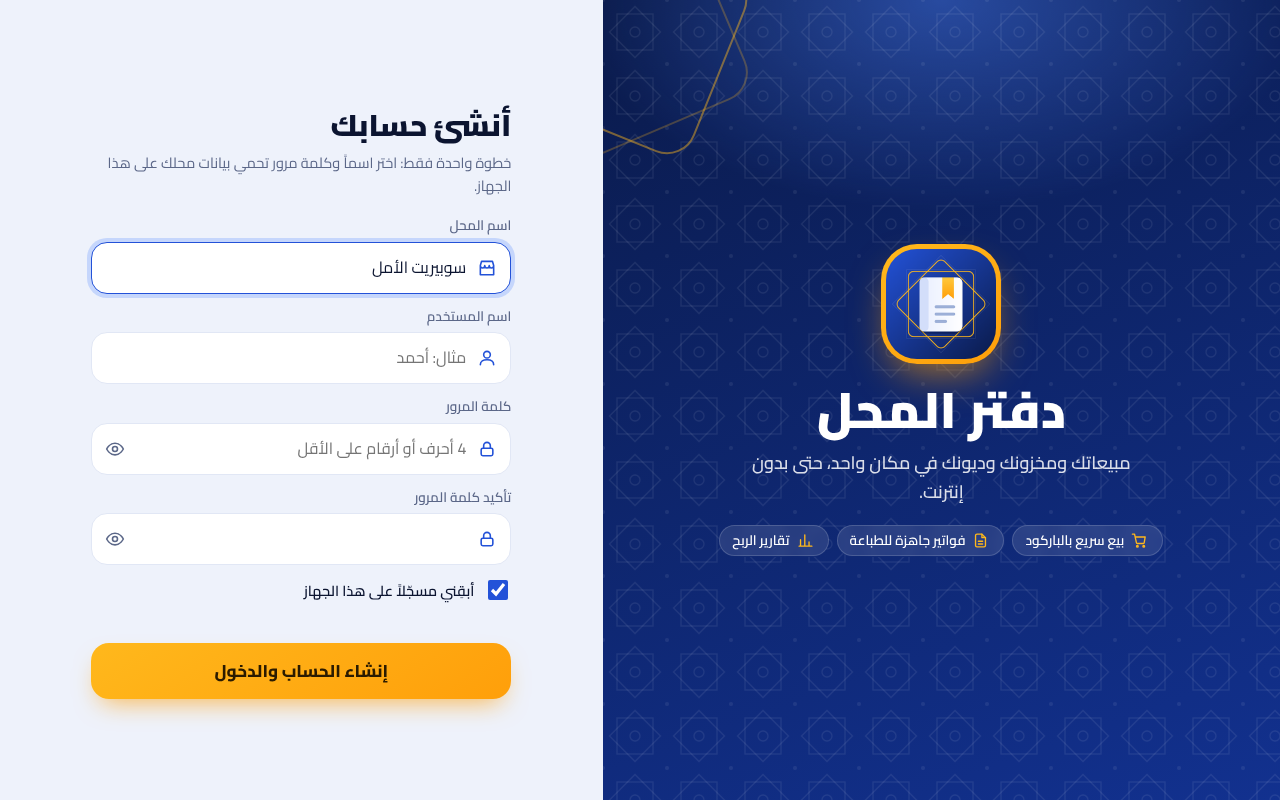 دفتر المحل
مبيعاتك ومخزونك وديونك في مكان واحد، حتى بدون
إنترنت.
بيع سريع بالباركود
فواتير جاهزة للطباعة
تقارير الربح
أنشئ حسابك
خطوة واحدة فقط: اختر اسماً وكلمة مرور تحمي بيانات محلك على هذا
الجهاز.
اسم المحل
سوبيريت الأمل
اسم المستخدم
مثال: أحمد
كلمة المرور
4 أحرف أو أرقام على الأقل
تأكيد كلمة المرور
أبقِني مسجّلاً على هذا الجهاز
إنشاء الحساب والدخول